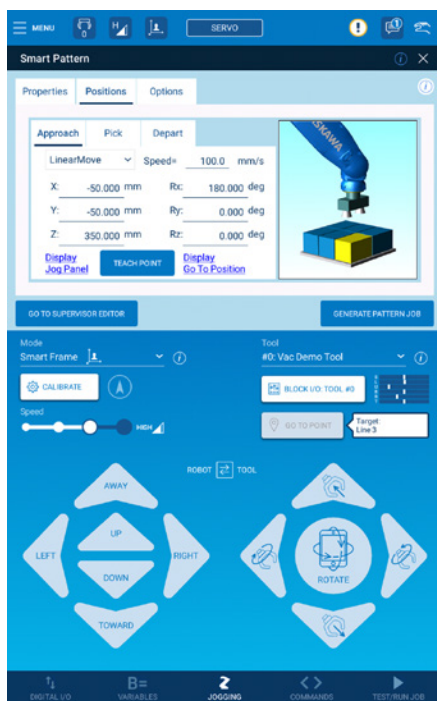 MENU 0 H SERVO
Smart Pattern
Properties Positions Options
Approach Pick Depart
LinearMove Speed= 100.0 mm/s
X: -50.000 mm Rx: 180.000 deg
Y: -50.000 mm Ry: 0.000 deg
Z: 350.000 mm Rz: 0.000 deg
Display Jog Panel TEACH POINT Display Go To Position
YASKAWA
GO TO SUPERVISOR EDITOR GENERATE PATTERN JOB
Mode Tool
Smart Frame #0: Vac Demo Tool
CALIBRATE BLOCK I/O: TOOL #0
Speed
HIGH GO TO POINT Target: Line 3
ROBOT TOOL
AWAY
UP
LEFT RIGHT
DOWN
TOWARD
ROTATE
DIGITAL I/O VARIABLES JOGGING COMMANDS TEST/RUN JOB